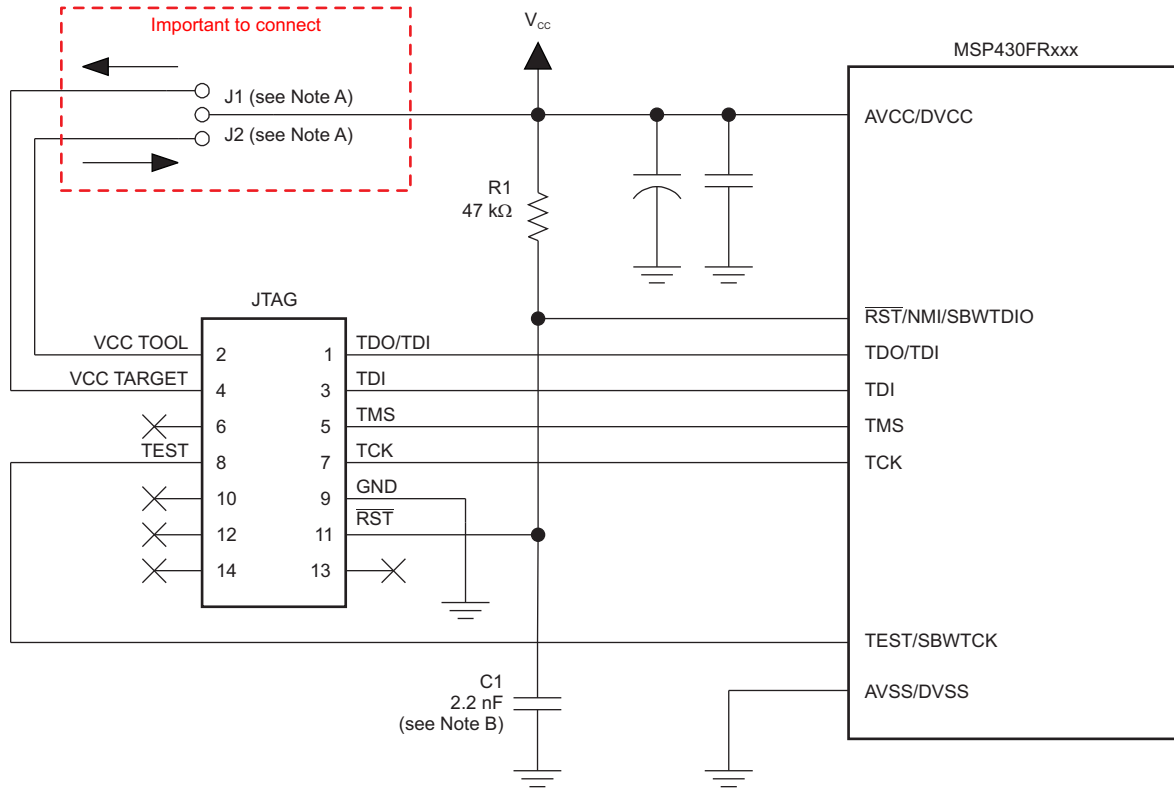 Important to connect
VCC
MSP430FRxxx
J1 (see Note A)
AVCC/DVCC
J2 (see Note A)
R1
47 kΩ
JTAG
R̅S̅T̅/NMI/SBWTDIO
VCC TOOL 2 1 TDO/TDI TDO/TDI
VCC TARGET 4 3 TDI TDI
6 5 TMS TMS
TEST 8 7 TCK TCK
10 9 GND
12 11 R̅S̅T̅
14 13
TEST/SBWTCK
C1
2.2 nF
(see Note B)
AVSS/DVSS